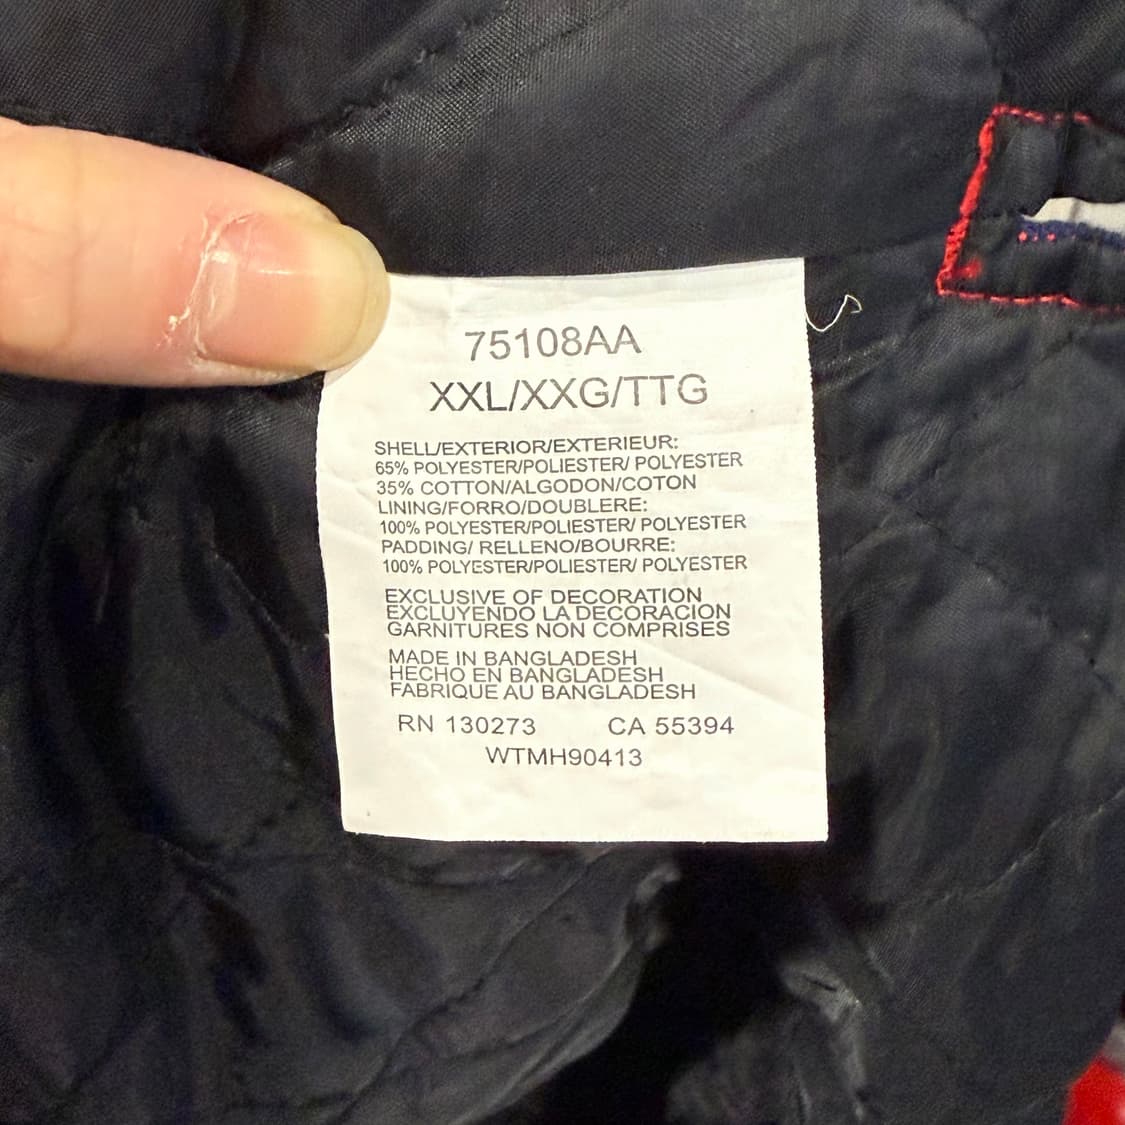 75108AA
XXL/XXG/TTG
SHELL/EXTERIOR/EXTERIEUR:
65% POLYESTER/POLIESTER/ POLYESTER
35% COTTON/ALGODON/COTON
LINING/FORRO/DOUBLERE:
100% POLYESTER/POLIESTER/ POLYESTER
PADDING/ RELLENO/BOURRE:
100% POLYESTER/POLIESTER/ POLYESTER
EXCLUSIVE OF DECORATION
EXCLUYENDO LA DECORACION
GARNITURES NON COMPRISES
MADE IN BANGLADESH
HECHO EN BANGLADESH
FABRIQUE AU BANGLADESH
RN 130273 CA 55394
WTMH90413